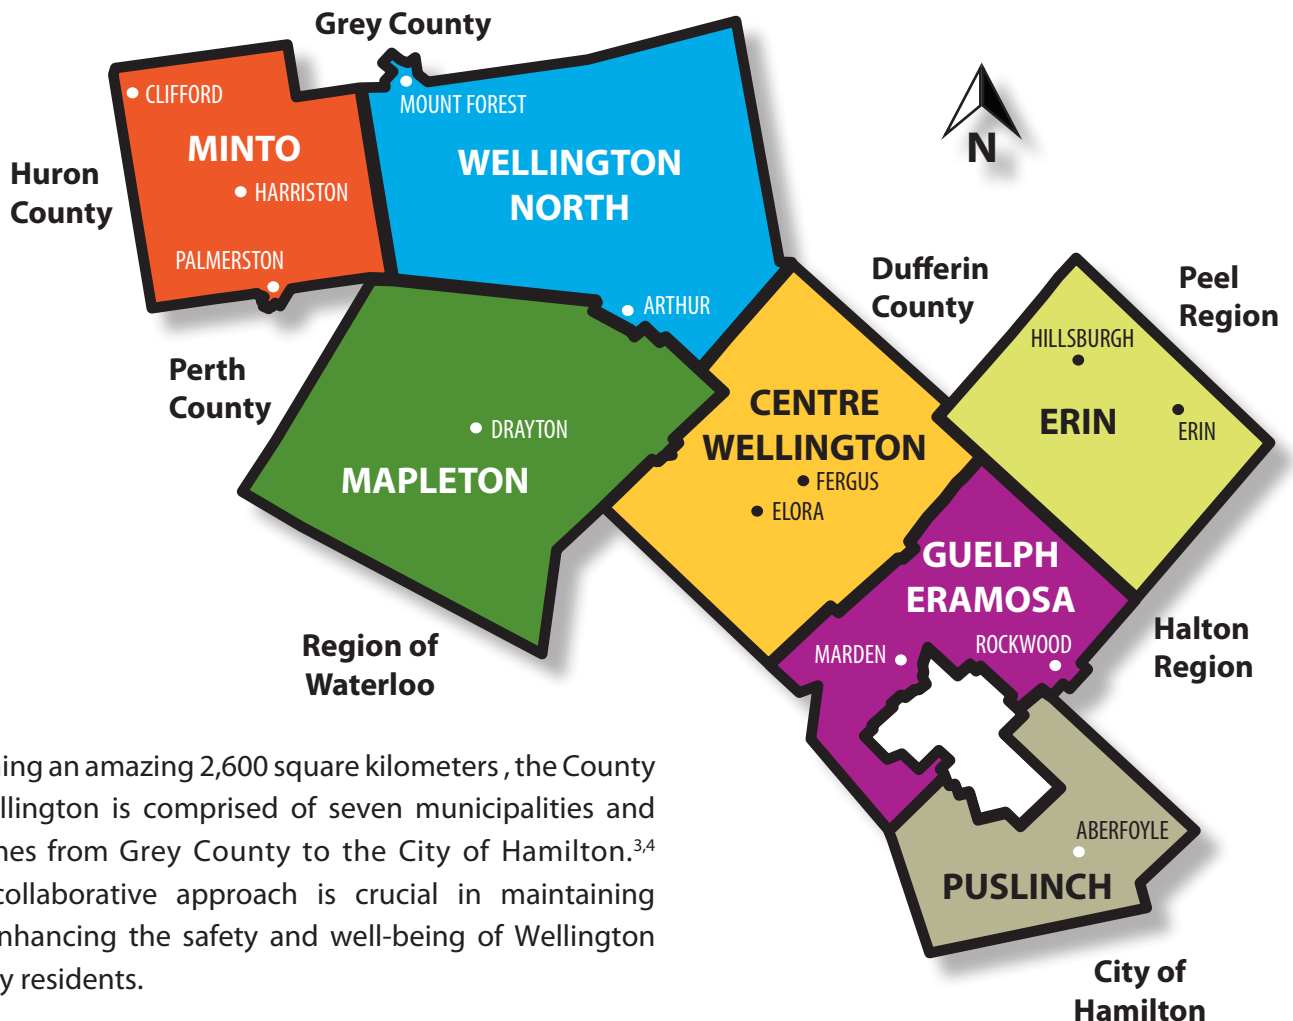 Grey County
CLIFFORD
MOUNT FOREST
MINTO
WELLINGTON
NORTH
N
Huron
County
HARRISTON
PALMERSTON
Dufferin
County
Peel
Region
ARTHUR
HILLSBURGH
Perth
County
CENTRE
WELLINGTON
ERIN
ERIN
DRAYTON
MAPLETON
FERGUS
ELORA
GUELPH
ERAMOSA
Region of
Waterloo
MARDEN
ROCKWOOD
Halton
Region
ing an amazing 2,600 square kilometers , the County
llington is comprised of seven municipalities and
hes from Grey County to the City of Hamilton.3,4
collaborative approach is crucial in maintaining
nhancing the safety and well-being of Wellington
y residents.
ABERFOYLE
PUSLINCH
City of
Hamilton